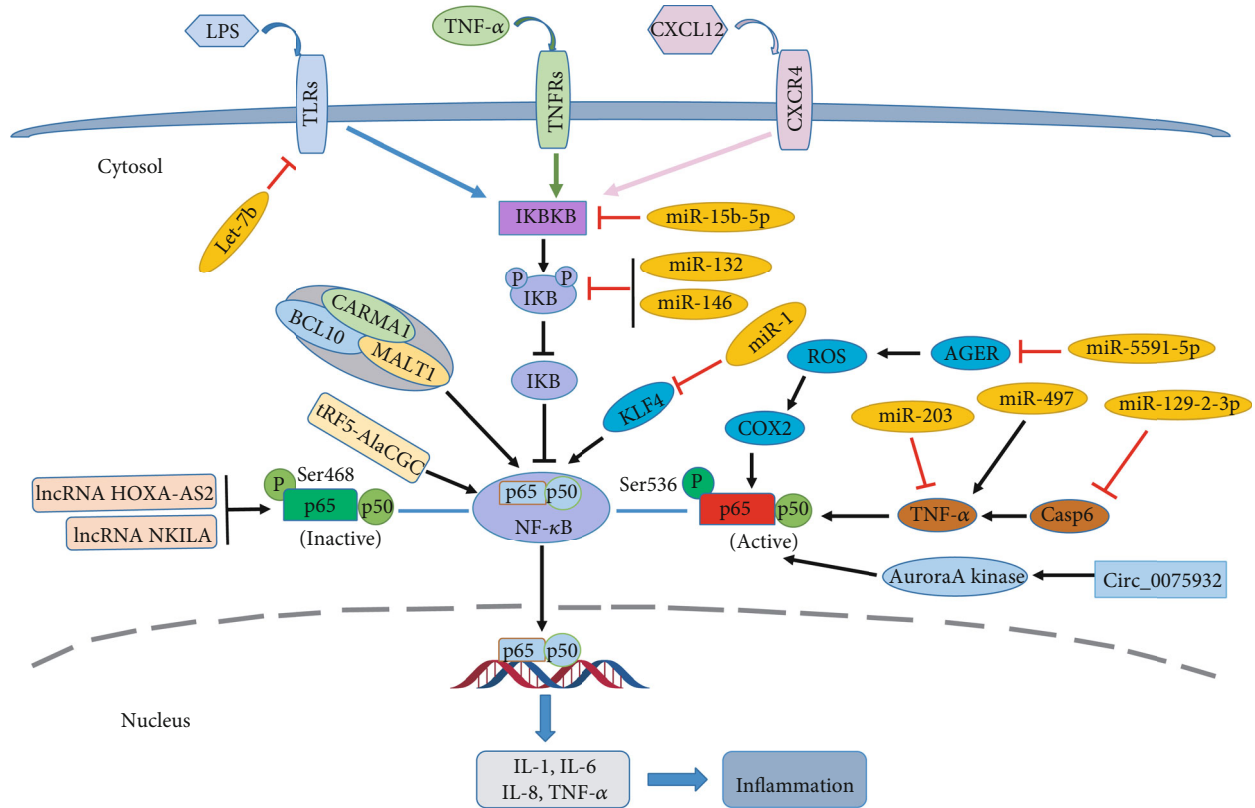 LPS
TNF-α
CXCL12
TLRs
TNFRs
CXCR4
Cytosol
Let-7b
IKBKB
miR-15b-5p
P
P
IKB
miR-132
miR-146
CARMA1
BCL10
MALT1
IKB
miR-1
KLF4
ROS
AGER
miR-5591-5p
COX2
miR-203
miR-497
miR-129-2-3p
tRF5-AlaCGC
lncRNA HOXA-AS2
lncRNA NKILA
P
Ser468
p65
p50
(Inactive)
p65
p50
NF-κB
Ser536
P
p65
p50
(Active)
TNF-α
Casp6
AuroraA kinase
Circ_0075932
p65
p50
Nucleus
IL-1, IL-6
IL-8, TNF-α
Inflammation